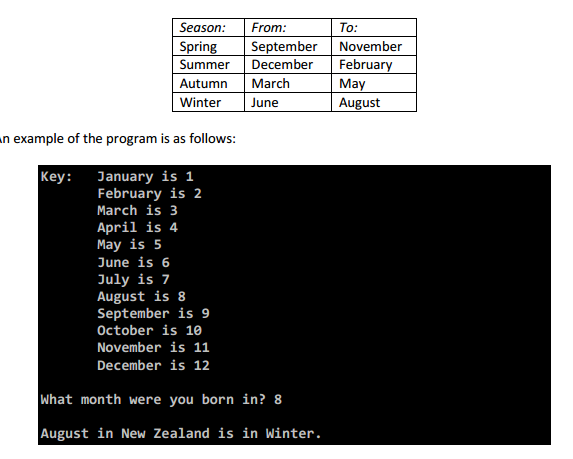 Season: From: To:
Spring September November
Summer December February
Autumn March May
Winter June August
n example of the program is as follows:
Key: January is 1
February is 2
March is 3
April is 4
May is 5
June is 6
July is 7
August is 8
September is 9
October is 10
November is 11
December is 12
What month were you born in? 8
August in New Zealand is in Winter.